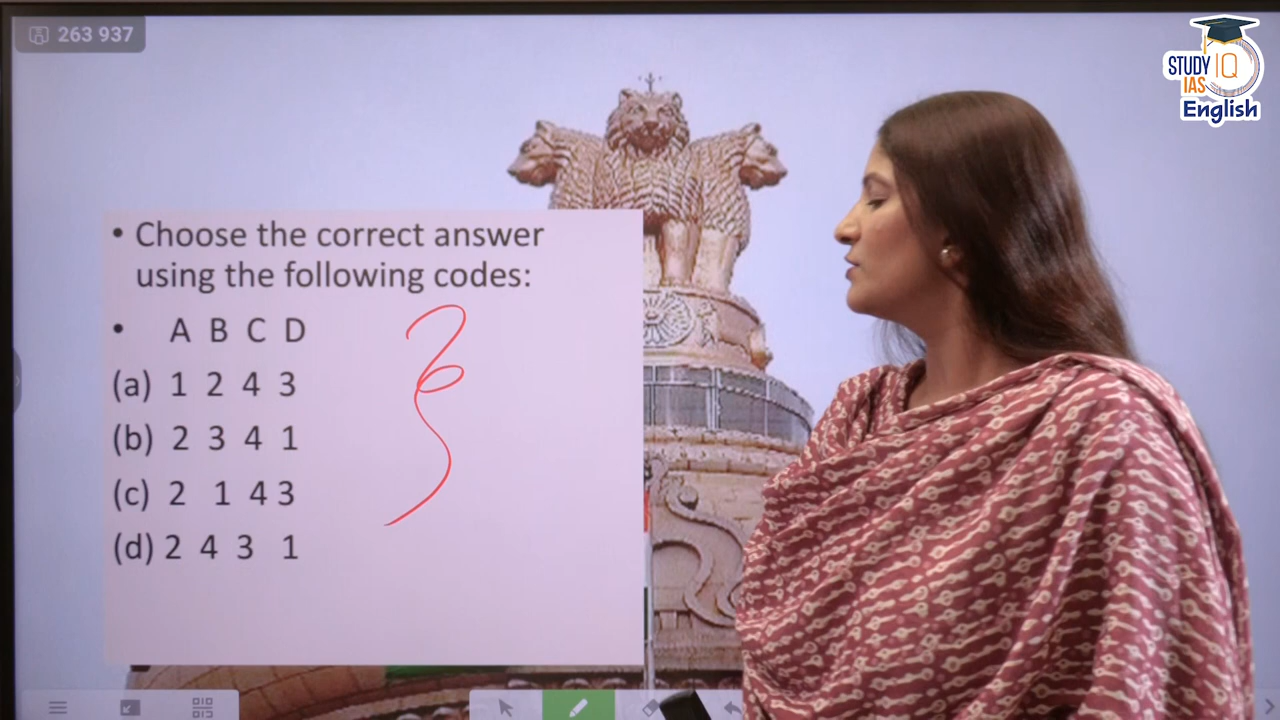 263 937
STUDY IQ
IAS
English
• Choose the correct answer
using the following codes:
• A B C D
(a) 1 2 4 3
(b) 2 3 4 1
(c) 2 1 4 3
(d) 2 4 3 1